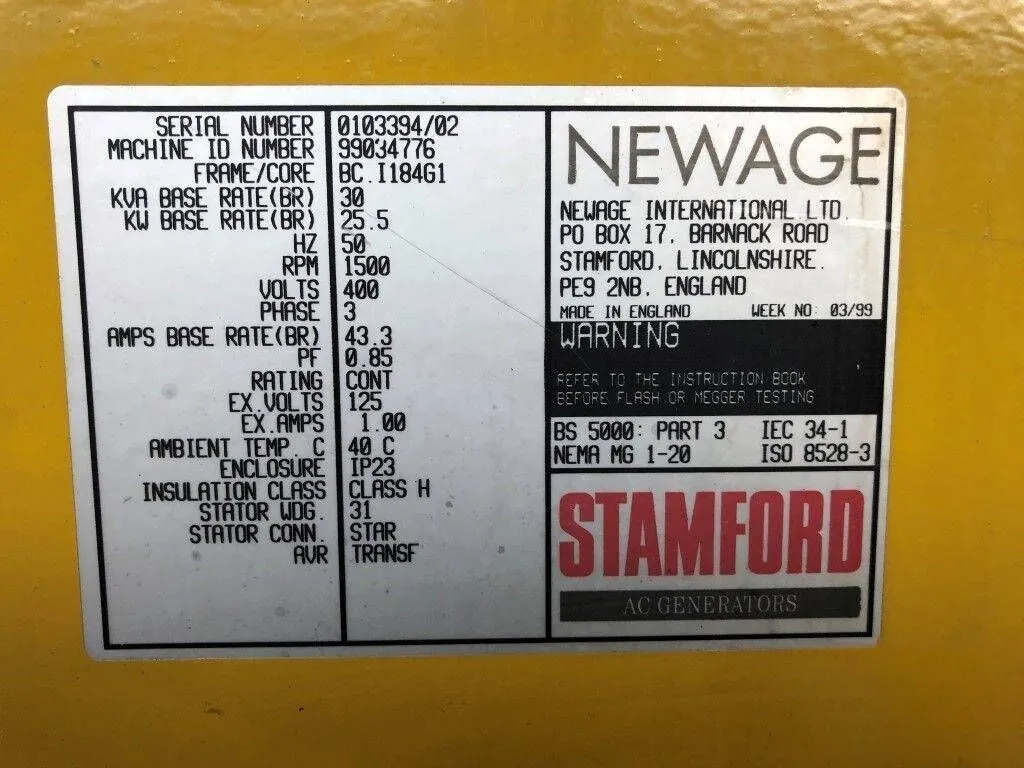 SERIAL NUMBER 0103394/02
MACHINE ID NUMBER 99034776
FRAME/CORE BC.I184G1
KVA BASE RATE(BR) 30
KW BASE RATE(BR) 25.5
HZ 50
RPM 1500
VOLTS 400
PHASE 3
AMPS BASE RATE(BR) 43.3
PF 0.85
RATING CONT
EX.VOLTS 125
EX.AMPS 1.00
AMBIENT TEMP. C 40 C
ENCLOSURE IP23
INSULATION CLASS CLASS H
STATOR WDG. 31
STATOR CONN. STAR
AVR TRANSF
NEWAGE
NEWAGE INTERNATIONAL LTD.
PO BOX 17, BARNACK ROAD
STAMFORD, LINCOLNSHIRE.
PE9 2NB, ENGLAND
MADE IN ENGLAND WEEK NO: 03/99
WARNING
REFER TO THE INSTRUCTION BOOK
BEFORE FLASH OR MEGGER TESTING
BS 5000: PART 3 IEC 34-1
NEMA MG 1-20 ISO 8528-3
STAMFORD
AC GENERATORS